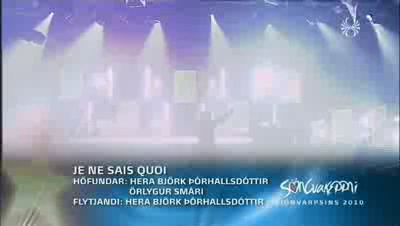 JE NE SAIS QUOI
HÖFUNDAR: HERA BJÖRK ÞÓRHALLSDÓTTIR
ÖRLYGUR SMÁRI
FLYTJANDI: HERA BJÖRK ÞÓRHALLSDÓTTIR
SÖNGVAKEPPNI
SJÓNVARPSINS 2010